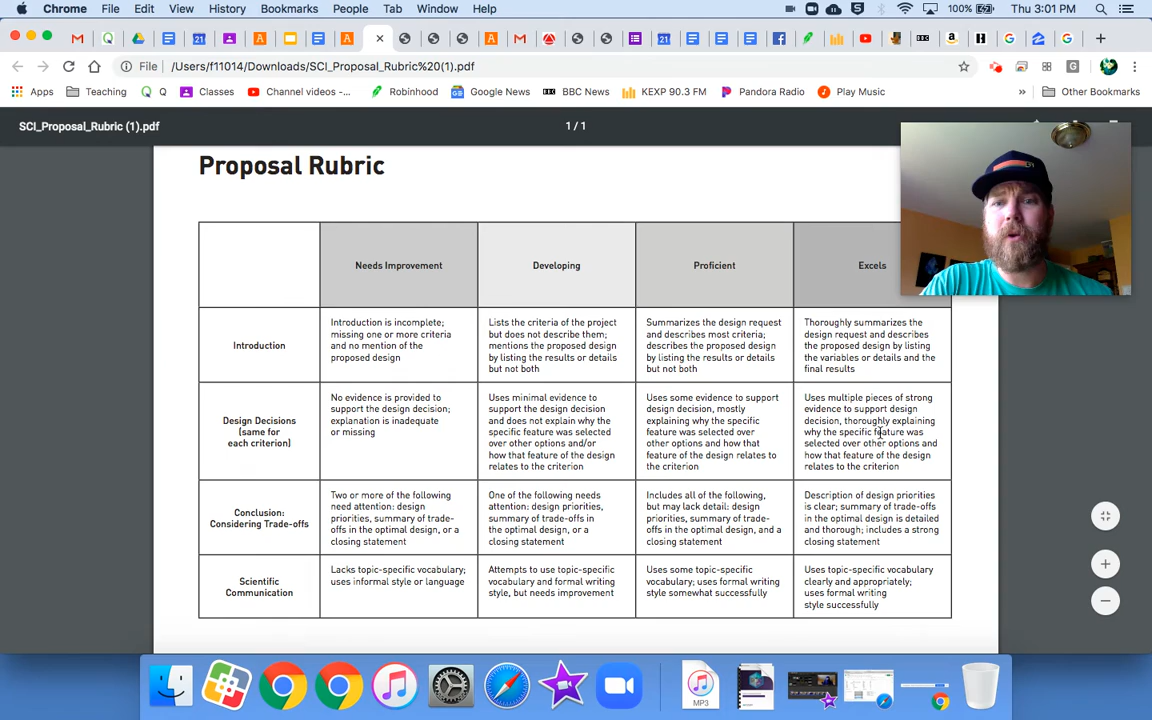 Chrome File Edit View History Bookmarks People Tab Window Help 100% Thu 3:01 PM
File /Users/f11014/Downloads/SCI_Proposal_Rubric%20(1).pdf
Apps Teaching Q Classes Channel videos -... Robinhood Google News BBC News KEXP 90.3 FM Pandora Radio Play Music » Other Bookmarks
SCI_Proposal_Rubric (1).pdf 1 / 1
Proposal Rubric
Needs Improvement Developing Proficient Excels
Introduction
Introduction is incomplete;
missing one or more criteria
and no mention of the
proposed design
Lists the criteria of the project
but does not describe them;
mentions the proposed design
by listing the results or details
but not both
Summarizes the design request
and describes most criteria;
describes the proposed design
by listing the results or details
but not both
Thoroughly summarizes the
design request and describes
the proposed design by listing
the variables or details and the
final results
Design Decisions
(same for
each criterion)
No evidence is provided to
support the design decision;
explanation is inadequate
or missing
Uses minimal evidence to
support the design decision
and does not explain why the
specific feature was selected
over other options and/or
how that feature of the design
relates to the criterion
Uses some evidence to support
design decision, mostly
explaining why the specific
feature was selected over
other options and how that
feature of the design relates to
the criterion
Uses multiple pieces of strong
evidence to support design
decision, thoroughly explaining
why the specific feature was
selected over other options and
how that feature of the design
relates to the criterion
Conclusion:
Considering Trade-offs
Two or more of the following
need attention: design
priorities, summary of trade-
offs in the optimal design, or a
closing statement
One of the following needs
attention: design priorities,
summary of trade-offs in
the optimal design, or a
closing statement
Includes all of the following,
but may lack detail: design
priorities, summary of trade-
offs in the optimal design, and a
closing statement
Description of design priorities
is clear; summary of trade-offs
in the optimal design is detailed
and thorough; includes a strong
closing statement
Scientific
Communication
Lacks topic-specific vocabulary;
uses informal style or language
Attempts to use topic-specific
vocabulary and formal writing
style, but needs improvement
Uses some topic-specific
vocabulary; uses formal writing
style somewhat successfully
Uses topic-specific vocabulary
clearly and appropriately;
uses formal writing
style successfully
MP3